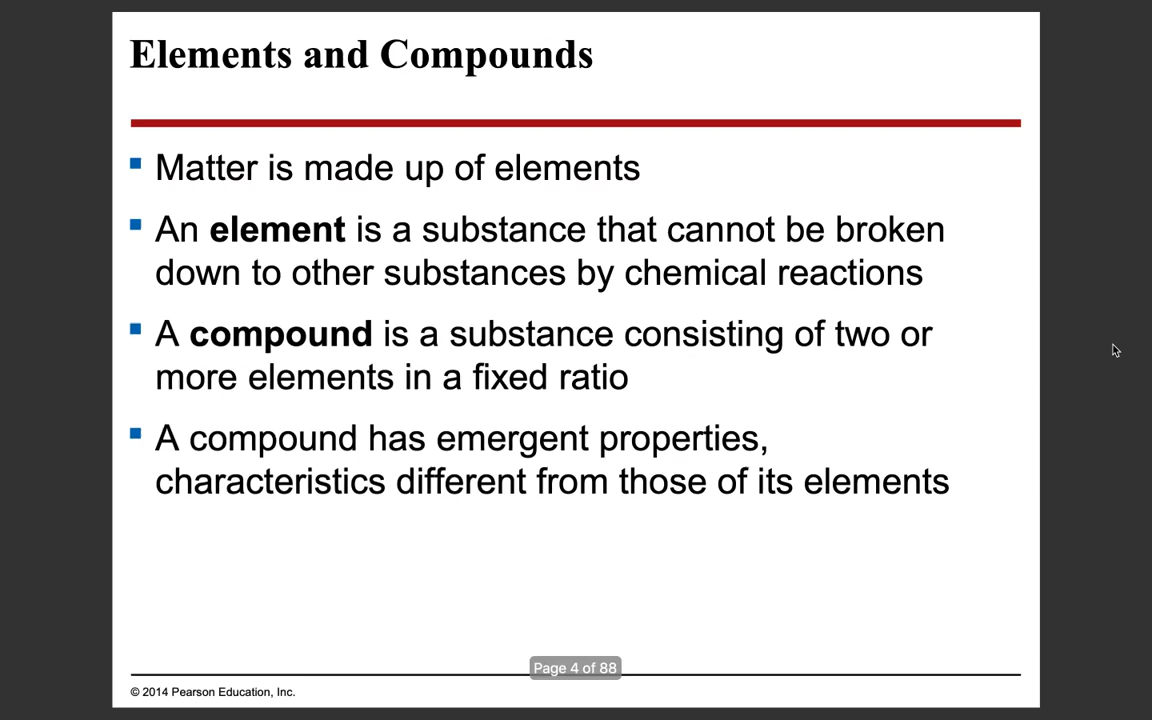 Elements and Compounds
Matter is made up of elements
An element is a substance that cannot be broken
down to other substances by chemical reactions
A compound is a substance consisting of two or
more elements in a fixed ratio
A compound has emergent properties,
characteristics different from those of its elements
Page 4 of 88
© 2014 Pearson Education, Inc.